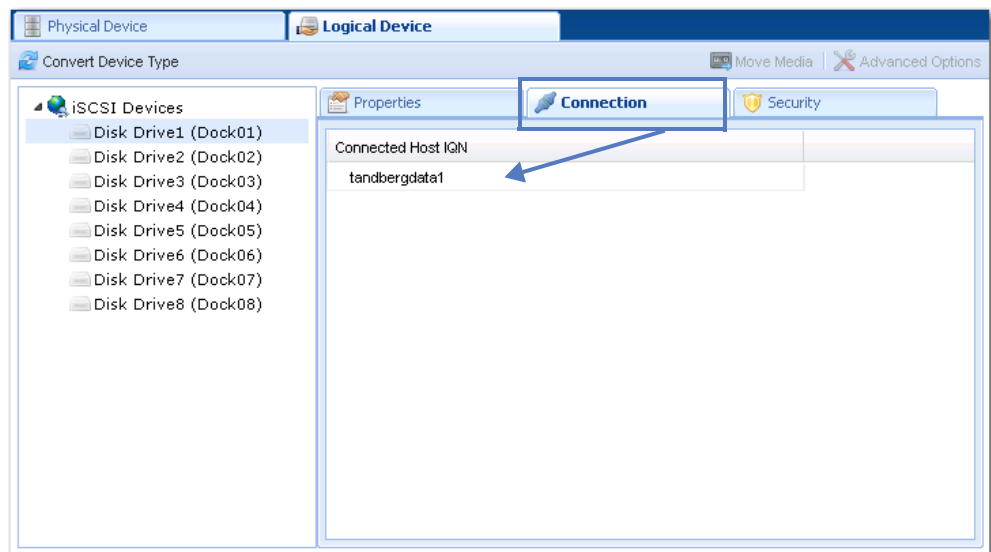 Physical Device
Logical Device
Convert Device Type
Move Media
Advanced Options
iSCSI Devices
Disk Drive1 (Dock01)
Disk Drive2 (Dock02)
Disk Drive3 (Dock03)
Disk Drive4 (Dock04)
Disk Drive5 (Dock05)
Disk Drive6 (Dock06)
Disk Drive7 (Dock07)
Disk Drive8 (Dock08)
Properties
Connection
Security
Connected Host IQN
tandbergdata1